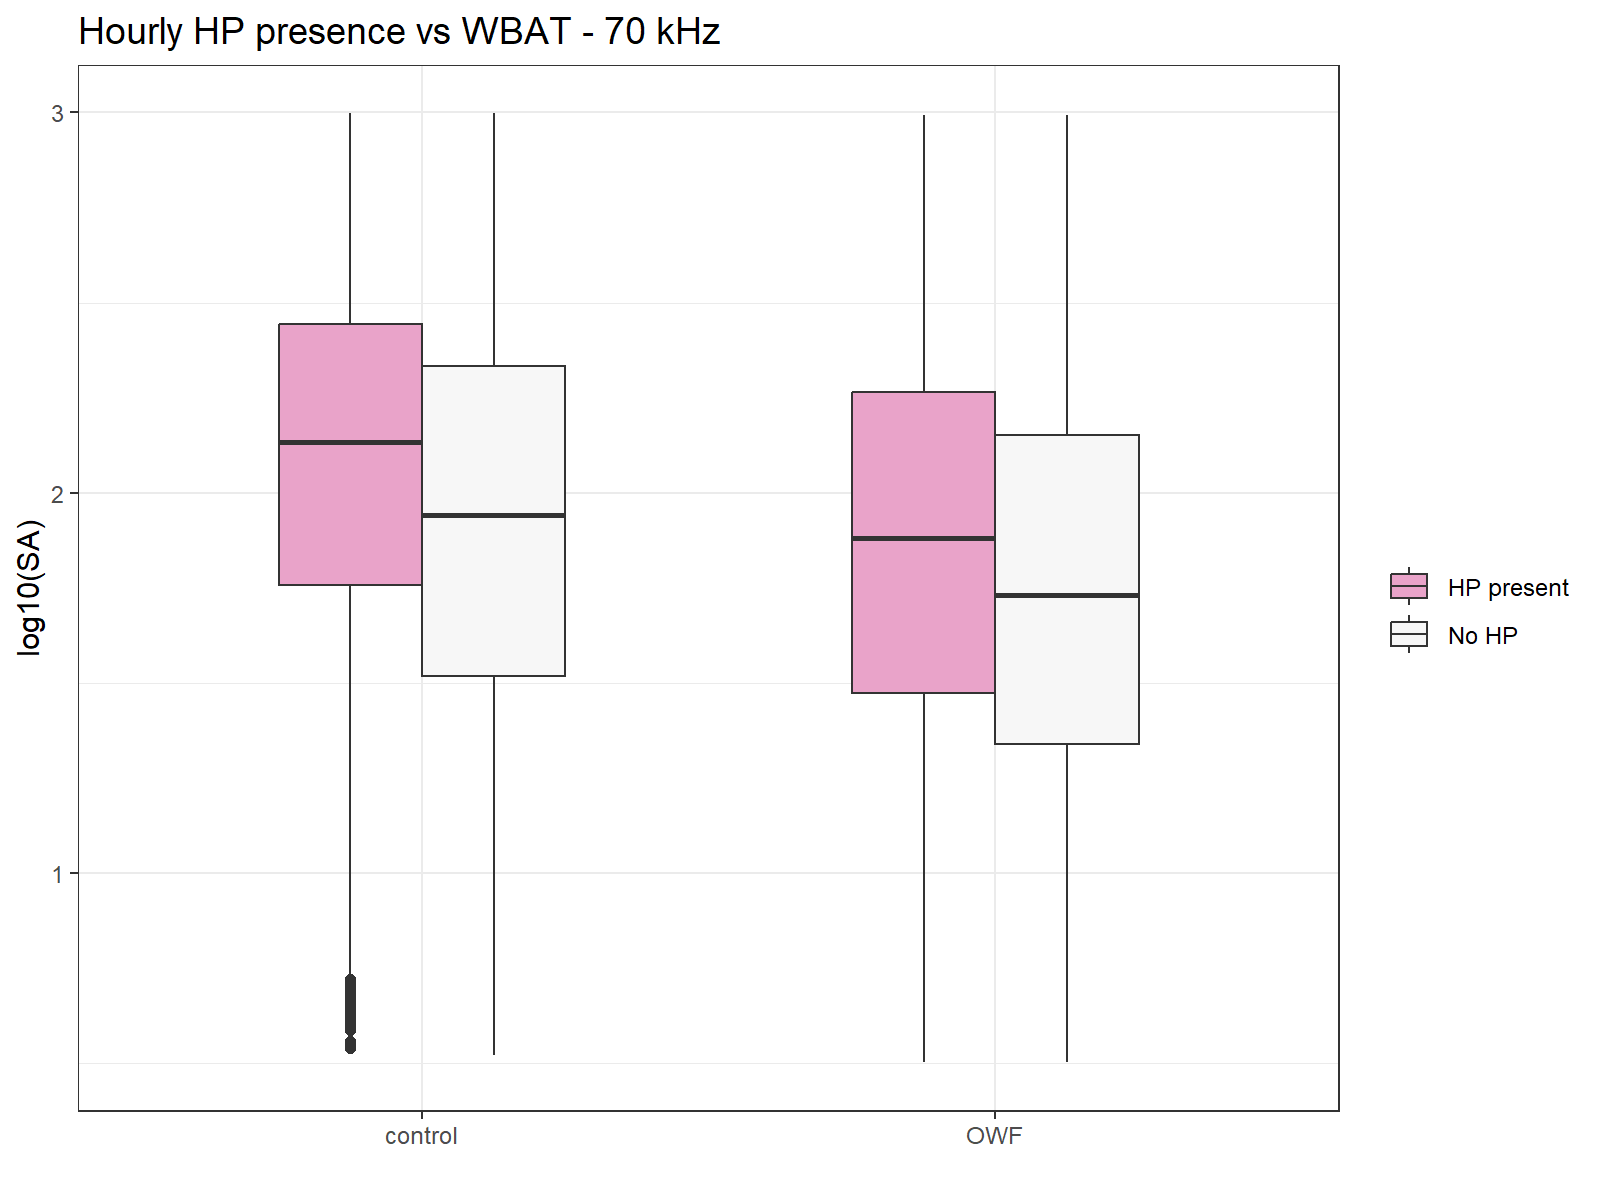 Hourly HP presence vs WBAT - 70 kHz
log10(SA)
3
2
1
control
OWF
HP present
No HP